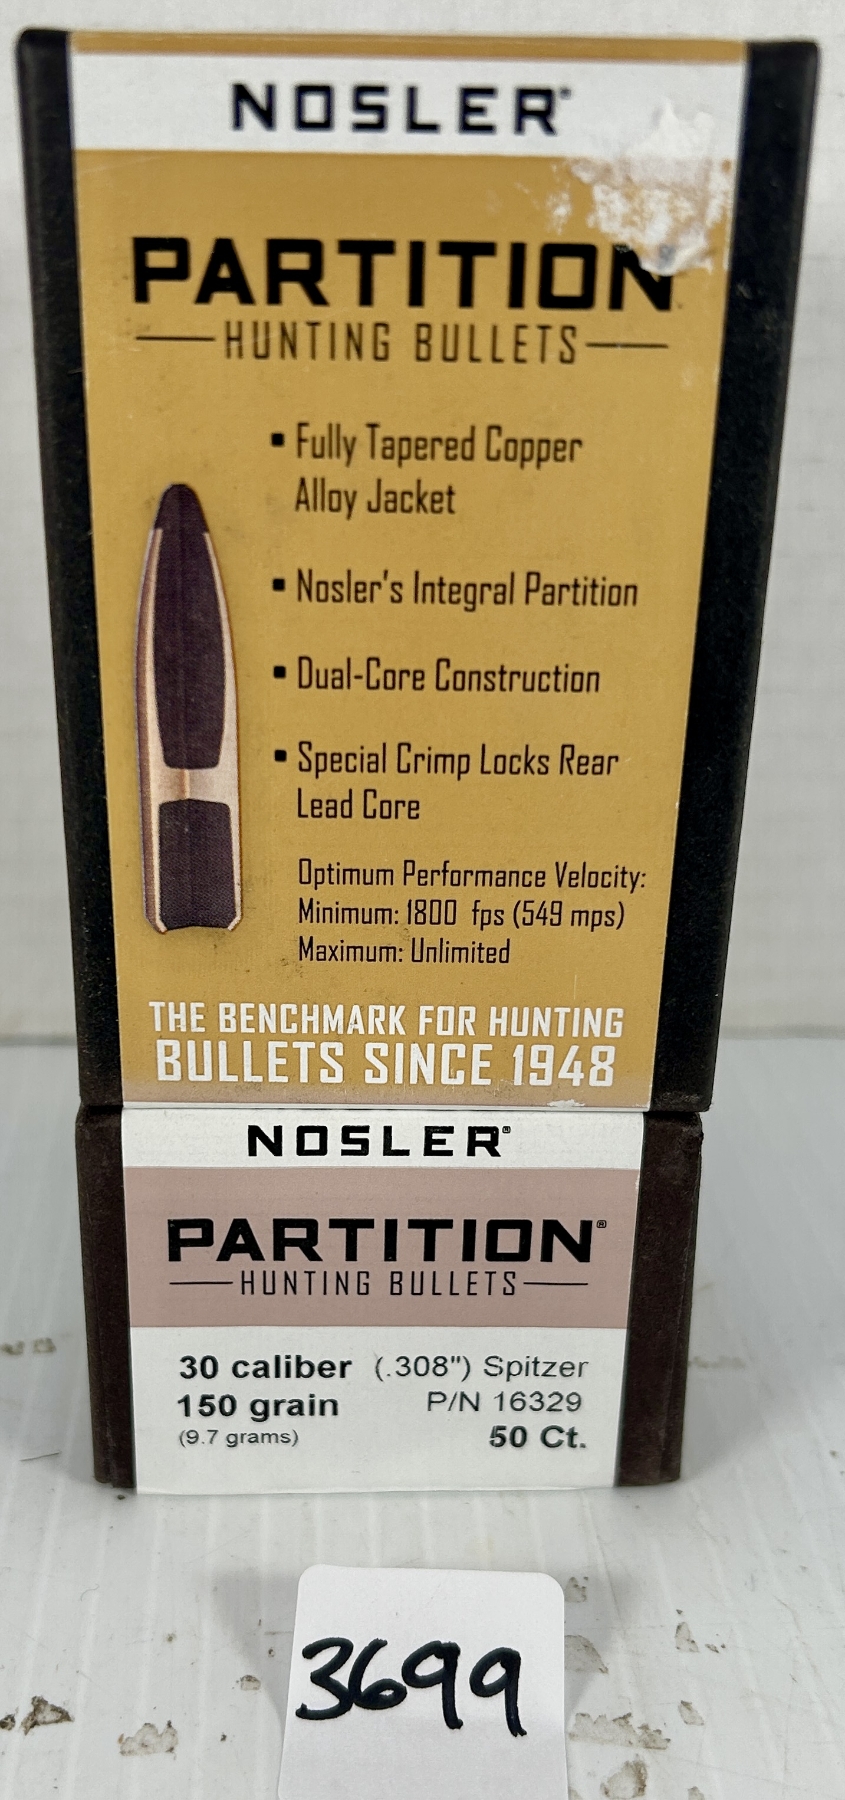 NOSLER®
PARTITION
HUNTING BULLETS
▪ Fully Tapered Copper
Alloy Jacket
▪ Nosler's Integral Partition
▪ Dual-Core Construction
▪ Special Crimp Locks Rear
Lead Core
Optimum Performance Velocity:
Minimum: 1800 fps (549 mps)
Maximum: Unlimited
THE BENCHMARK FOR HUNTING
BULLETS SINCE 1948
NOSLER®
PARTITION®
HUNTING BULLETS
30 caliber (.308") Spitzer
150 grain P/N 16329
(9.7 grams) 50 Ct.
3699